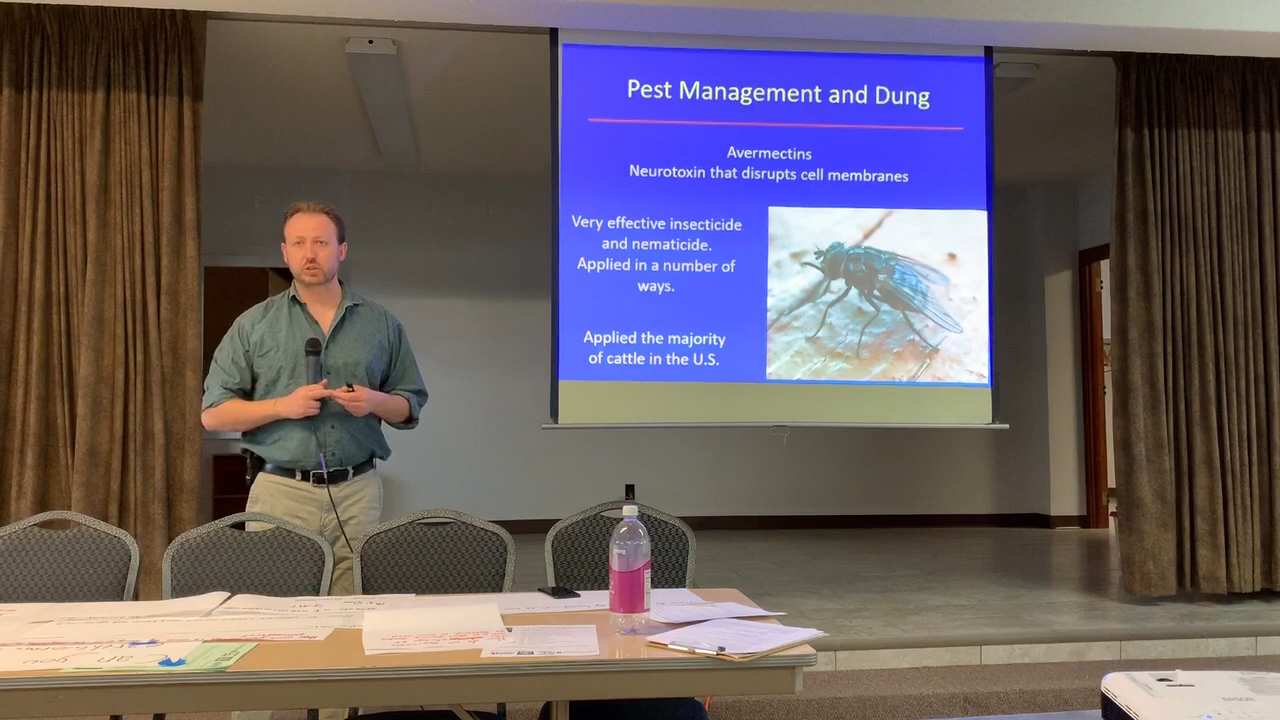 Pest Management and Dung
Avermectins
Neurotoxin that disrupts cell membranes
Very effective insecticide
and nematicide.
Applied in a number of
ways.
Applied the majority
of cattle in the U.S.
EPSON